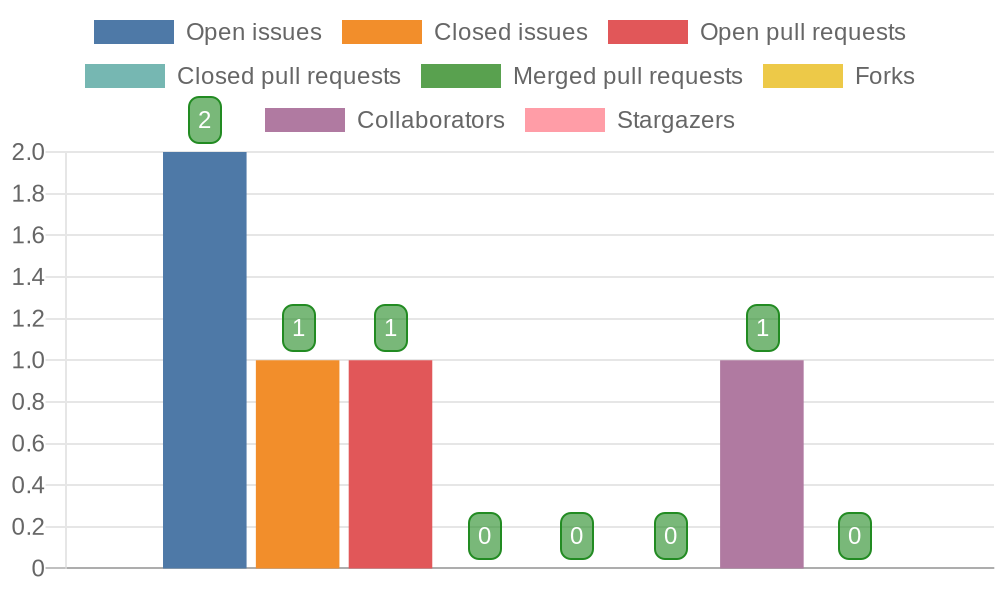 Open issues Closed issues Open pull requests
Closed pull requests Merged pull requests Forks
Collaborators Stargazers
2
2.0
1.8
1.6
1.4
1.2
1 1 1
1.0
0.8
0.6
0.4
0.2
0 0 0 0
0